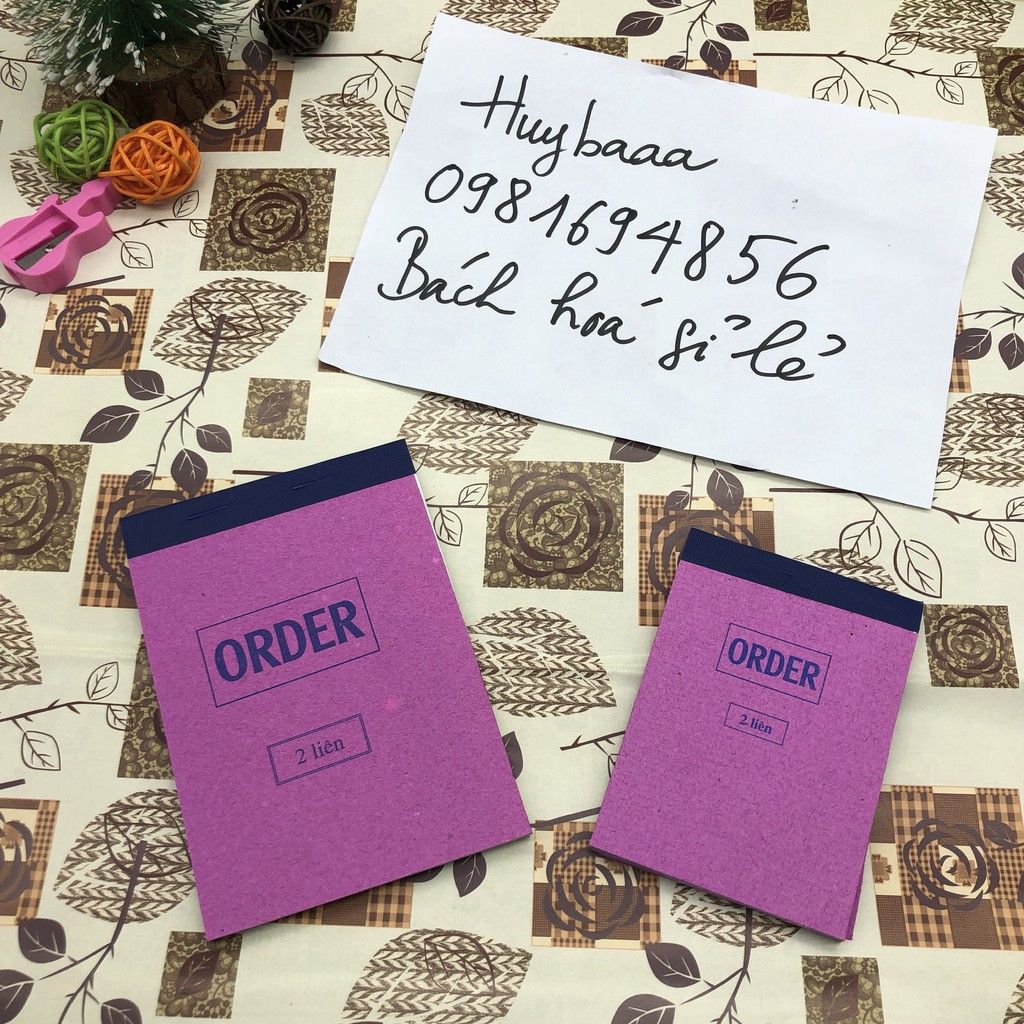 Huybaaa
0981694856
Bách hoá sỉ lẻ
ORDER
2 liên
ORDER
2 liên